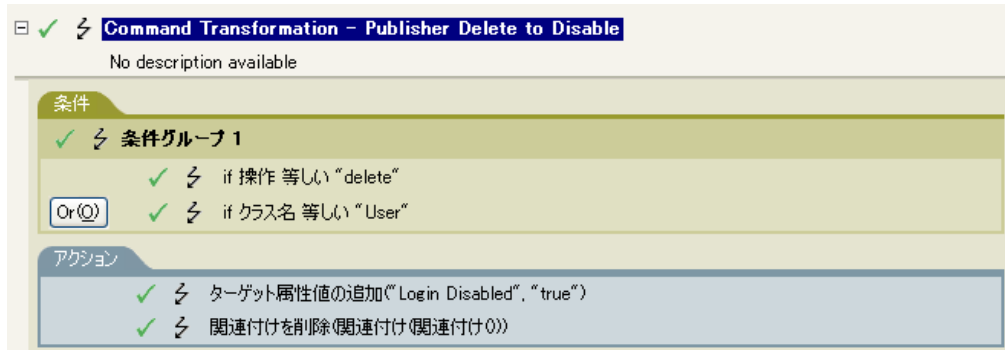 Command Transformation - Publisher Delete to Disable
No description available
条件
条件グループ 1
if 操作 等しい "delete"
Or(O) if クラス名 等しい "User"
アクション
ターゲット属性値の追加("Login Disabled", "true")
関連付けを削除(関連付け(関連付け()))